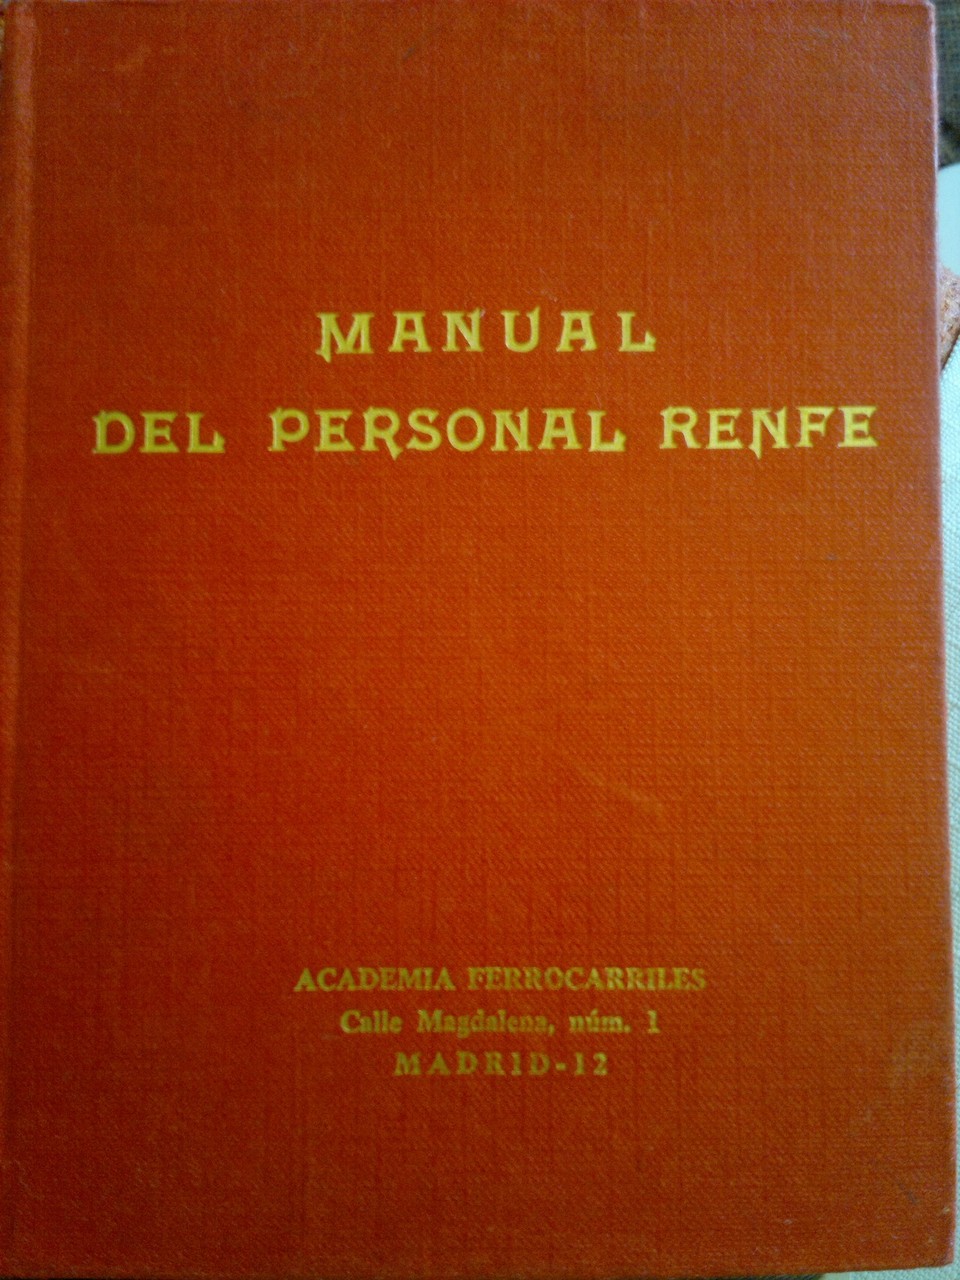 MANUAL
DEL PERSONAL RENFE
ACADEMIA FERROCARRILES
Calle Magdalena, núm. 1
MADRID-12